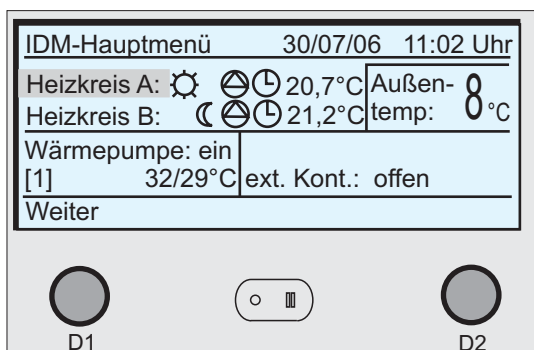 IDM-Hauptmenü 30/07/06 11:02 Uhr
Heizkreis A: 20,7°C Außen-
Heizkreis B: 21,2°C temp: 8 °C
Wärmepumpe: ein
[1] 32/29°C ext. Kont.: offen
Weiter
D1 D2